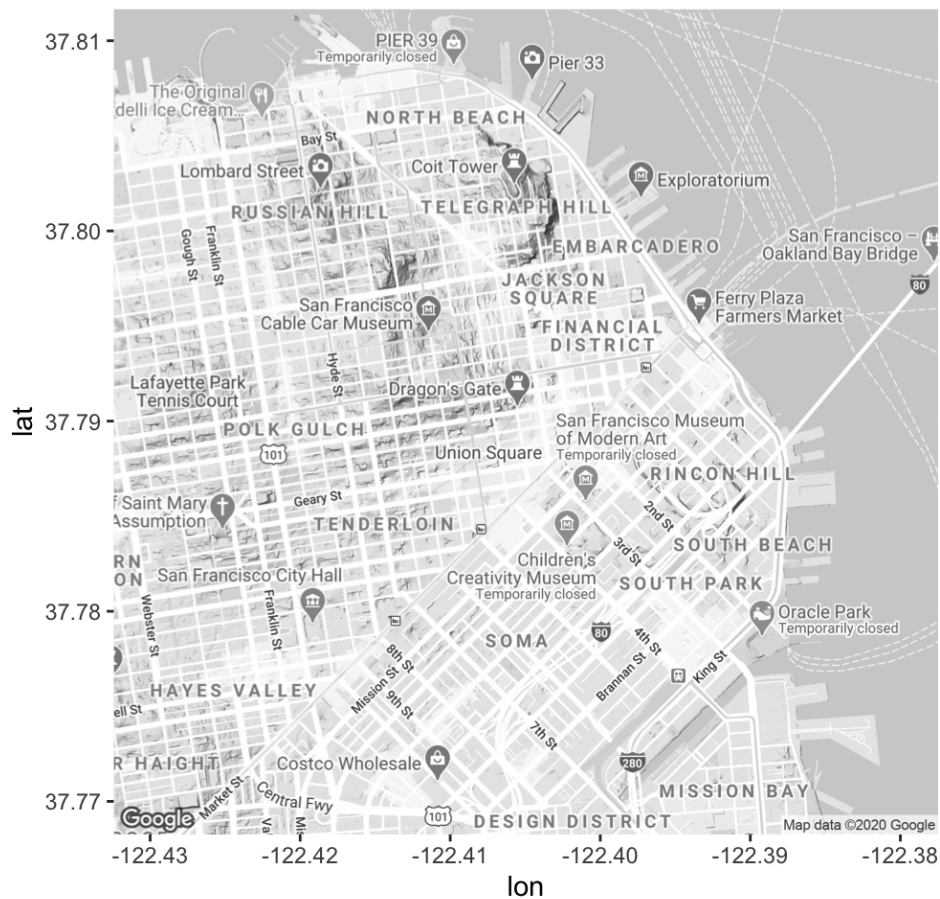 37.81
37.80
37.79
37.78
37.77
lat
PIER 39
Temporarily closed
Pier 33
The Original
delli Ice Cream...
NORTH BEACH
Bay St
Lombard Street
Coit Tower
Exploratorium
RUSSIAN HILL
TELEGRAPH HILL
Gough St
Franklin St
EMBARCADERO
San Francisco –
Oakland Bay Bridge
80
JACKSON
SQUARE
San Francisco
Cable Car Museum
Ferry Plaza
Farmers Market
FINANCIAL
DISTRICT
Hyde St
Lafayette Park
Tennis Court
Dragon's Gate
POLK GULCH
101
San Francisco Museum
of Modern Art
Temporarily closed
Union Square
RINCON HILL
f Saint Mary
Assumption
Geary St
TENDERLOIN
2nd St
3rd St
SOUTH BEACH
RN
ON
San Francisco City Hall
Children's
Creativity Museum
Temporarily closed
SOUTH PARK
Webster St
Franklin St
Oracle Park
Temporarily closed
SOMA
80
4th St
8th St
Mission St
9th St
Brannan St
King St
HAYES VALLEY
ell St
7th St
R HAIGHT
Costco Wholesale
280
Market St
Central Fwy
MISSION BAY
Google
Va
Mis
101
DESIGN DISTRICT
Map data ©2020 Google
-122.43
-122.42
-122.41
-122.40
-122.39
-122.38
lon